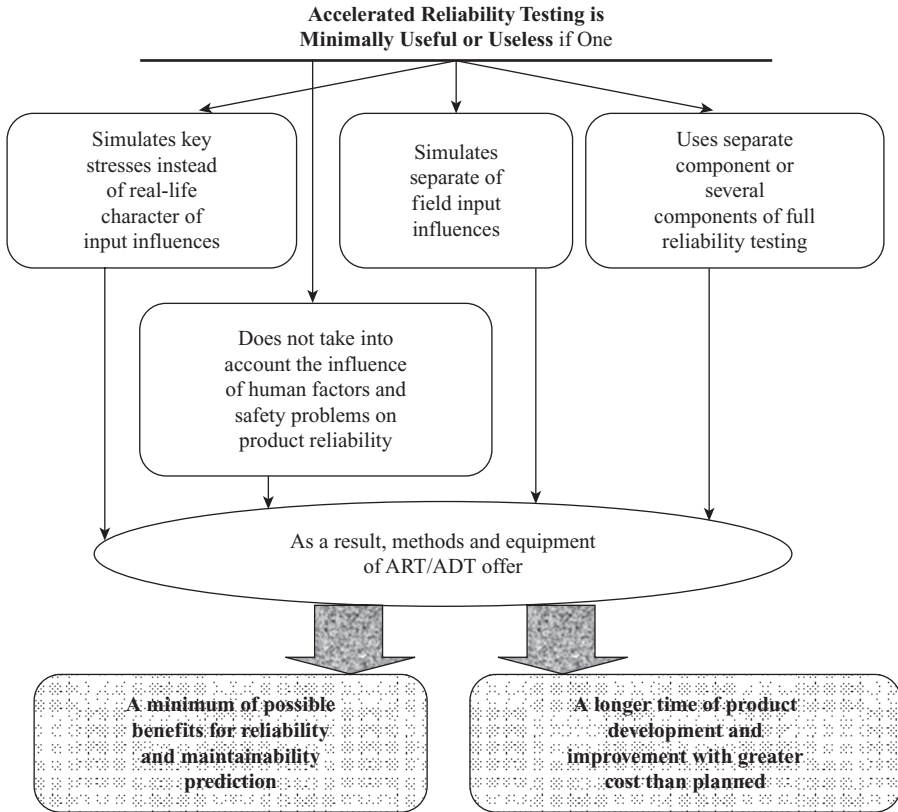 Accelerated Reliability Testing is
Minimally Useful or Useless if One
Simulates key
stresses instead
of real-life
character of
input influences
Simulates
separate of
field input
influences
Uses separate
component or
several
components of full
reliability testing
Does not take into
account the influence
of human factors and
safety problems on
product reliability
As a result, methods and equipment
of ART/ADT offer
A minimum of possible
benefits for reliability
and maintainability
prediction
A longer time of product
development and
improvement with greater
cost than planned